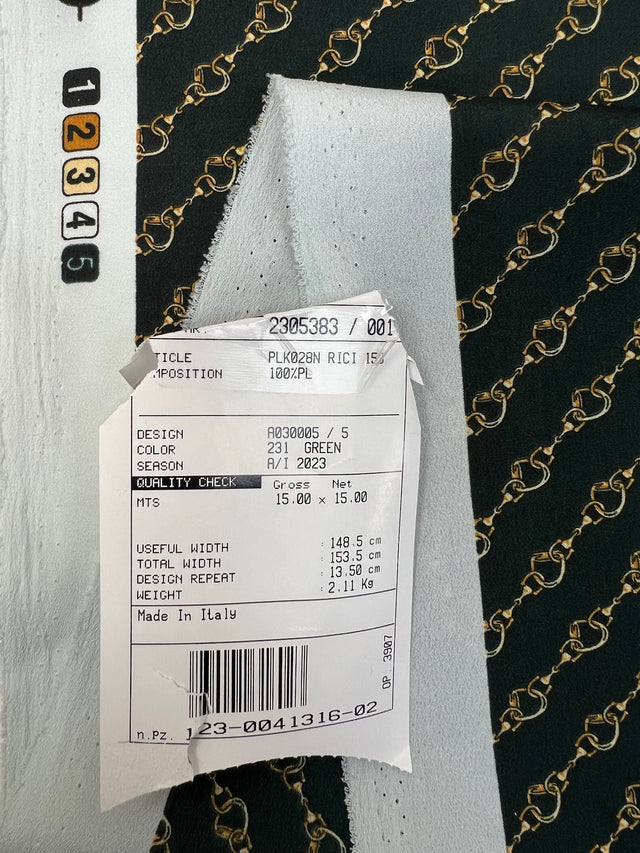 1
2
3
4
5
2305383 / 001
TICLE PLK028N RICI
MPOSITION 100%PL
DESIGN A030005 / 5
COLOR 231 GREEN
SEASON A/I 2023
QUALITY CHECK Gross Net
MTS 15.00 x 15.00
USEFUL WIDTH : 148.5 cm
TOTAL WIDTH : 153.5 cm
DESIGN REPEAT : 13.50 cm
WEIGHT : 2.11 Kg
Made In Italy
OP 3907
n.Pz. 123-0041316-02